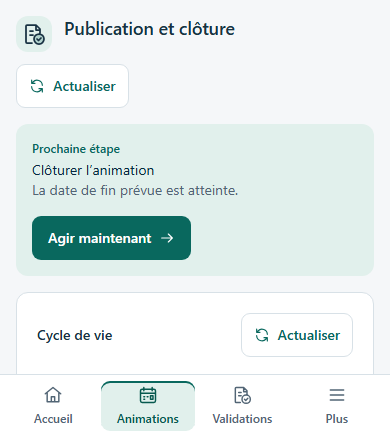 Publication et clôture
Actualiser
Prochaine étape
Clôturer l’animation
La date de fin prévue est atteinte.
Agir maintenant →
Cycle de vie
Actualiser
Accueil
Animations
Validations
Plus